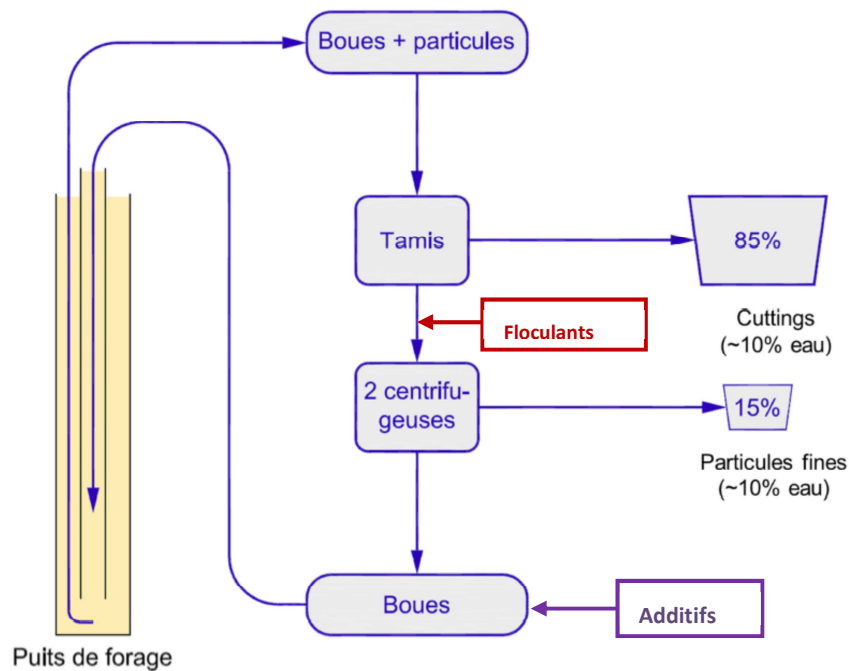 Boues + particules
Tamis
85%
Cuttings
(~10% eau)
Floculants
2 centrifu-
geuses
15%
Particules fines
(~10% eau)
Boues
Additifs
Puits de forage